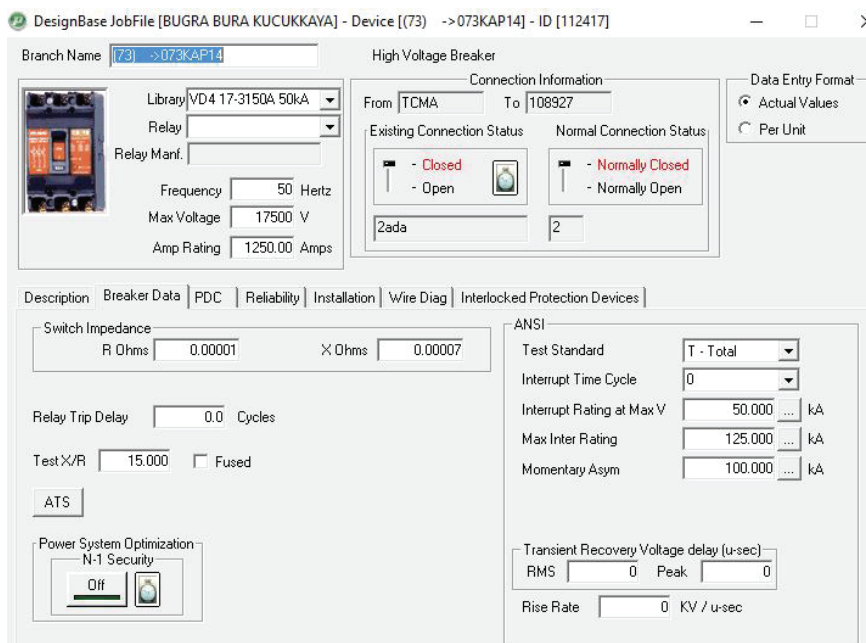 DesignBase JobFile [BUGRA BURA KUCUKKAYA] - Device [(73)    ->073KAP14] - ID [112417]
Branch Name (73)    ->073KAP14
High Voltage Breaker
Library VD4 17-3150A 50kA
Relay
Relay Manf.
Frequency 50 Hertz
Max Voltage 17500 V
Amp Rating 1250.00 Amps
Connection Information
From TCMA To 108927
Existing Connection Status
- Closed
- Open
2ada
Normal Connection Status
- Normally Closed
- Normally Open
2
Data Entry Format
Actual Values
Per Unit
Description Breaker Data PDC Reliability Installation Wire Diag Interlocked Protection Devices
Switch Impedance
R Ohms 0.00001 X Ohms 0.00007
Relay Trip Delay 0.0 Cycles
Test X/R 15.000 Fused
ATS
Power System Optimization
N-1 Security
Off
ANSI
Test Standard T - Total
Interrupt Time Cycle 0
Interrupt Rating at Max V 50.000 ... kA
Max Inter Rating 125.000 ... kA
Momentary Asym 100.000 ... kA
Transient Recovery Voltage delay (u-sec)
RMS 0 Peak 0
Rise Rate 0 KV / u-sec